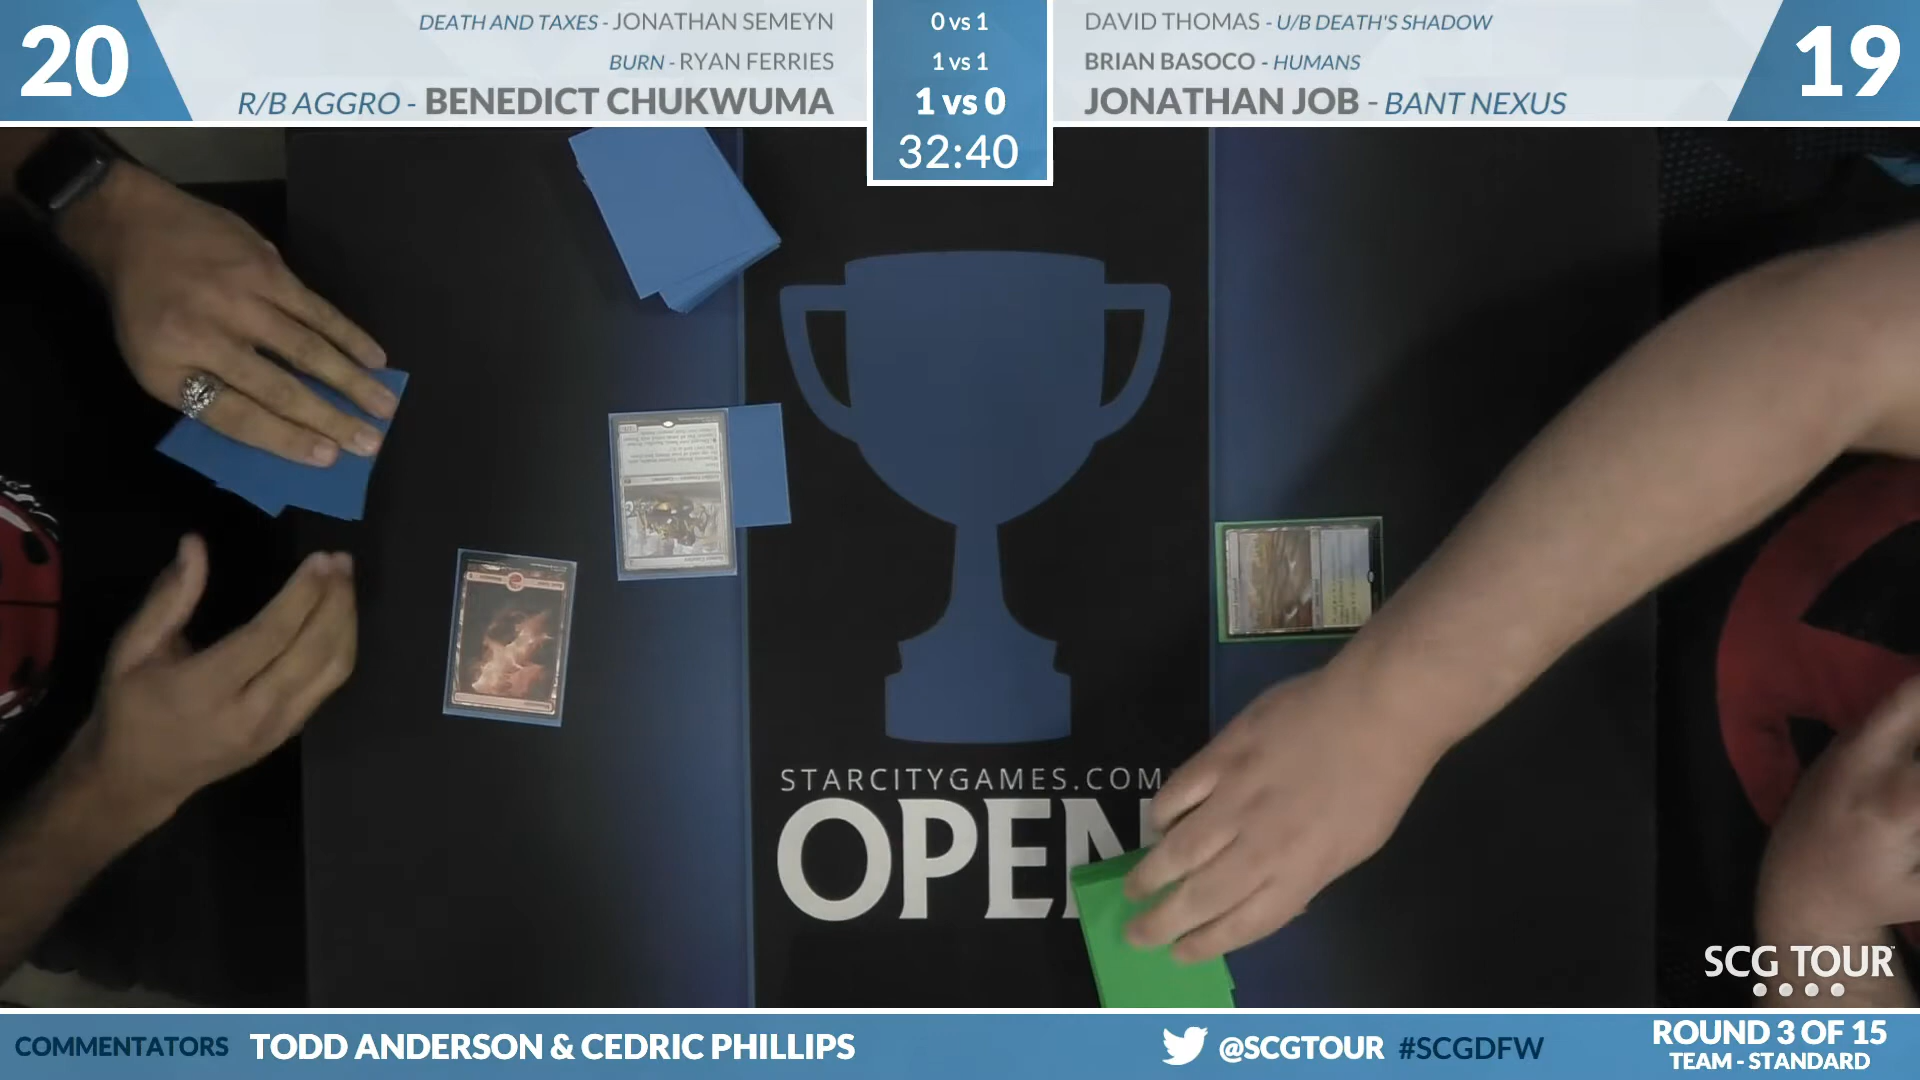 20
DEATH AND TAXES - JONATHAN SEMEYN
BURN - RYAN FERRIES
R/B AGGRO - BENEDICT CHUKWUMA
0 vs 1
1 vs 1
1 vs 0
32:40
DAVID THOMAS - U/B DEATH'S SHADOW
BRIAN BASOCO - HUMANS
JONATHAN JOB - BANT NEXUS
19
STARCITYGAMES.COM
OPEN
SCG TOUR
COMMENTATORS TODD ANDERSON & CEDRIC PHILLIPS
@SCGTOUR #SCGDFW
ROUND 3 OF 15
TEAM - STANDARD